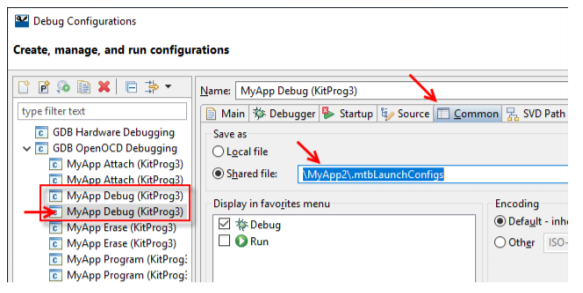 Debug Configurations
Create, manage, and run configurations
type filter text
GDB Hardware Debugging
GDB OpenOCD Debugging
MyApp Attach (KitProg3)
MyApp Attach (KitProg3)
MyApp Debug (KitProg3)
MyApp Debug (KitProg3)
MyApp Erase (KitProg3)
MyApp Erase (KitProg3)
MyApp Program (KitProg:
MyApp Program (KitProg:
Name: MyApp Debug (KitProg3)
Main Debugger Startup Source Common SVD Path
Save as
Local file
Shared file: \MyApp2\.mtbLaunchConfigs
Display in favorites menu
Debug
Run
Encoding
Default - inhe
Other ISO-